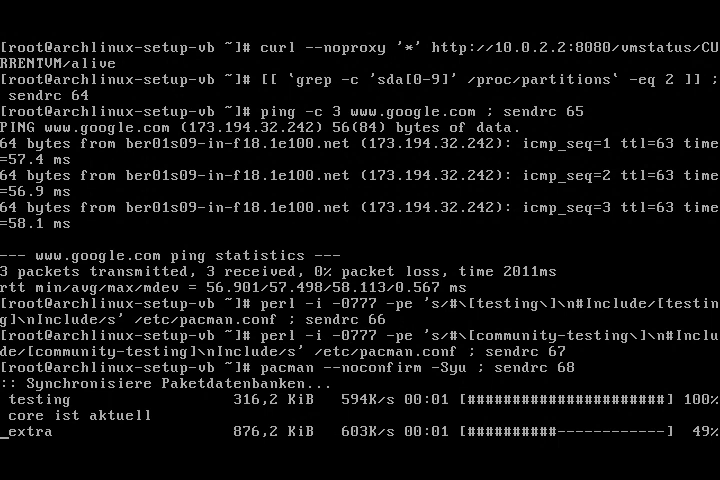 [root@archlinux-setup-vb ~]# curl --noproxy '*' http://10.0.2.2:8080/vmstatus/CU
RRENTVM/alive
[root@archlinux-setup-vb ~]# [[ `grep -c 'sda[0-9]' /proc/partitions` -eq 2 ]] ;
 sendrc 64
[root@archlinux-setup-vb ~]# ping -c 3 www.google.com ; sendrc 65
PING www.google.com (173.194.32.242) 56(84) bytes of data.
64 bytes from ber01s09-in-f18.1e100.net (173.194.32.242): icmp_seq=1 ttl=63 time
=57.4 ms
64 bytes from ber01s09-in-f18.1e100.net (173.194.32.242): icmp_seq=2 ttl=63 time
=56.9 ms
64 bytes from ber01s09-in-f18.1e100.net (173.194.32.242): icmp_seq=3 ttl=63 time
=58.1 ms

--- www.google.com ping statistics ---
3 packets transmitted, 3 received, 0% packet loss, time 2011ms
rtt min/avg/max/mdev = 56.901/57.498/58.113/0.567 ms
[root@archlinux-setup-vb ~]# perl -i -0777 -pe 's/#\[testing\]\n#Include/[testin
g]\nInclude/s' /etc/pacman.conf ; sendrc 66
[root@archlinux-setup-vb ~]# perl -i -0777 -pe 's/#\[community-testing\]\n#Inclu
de/[community-testing]\nInclude/s' /etc/pacman.conf ; sendrc 67
[root@archlinux-setup-vb ~]# pacman --noconfirm -Syu ; sendrc 68
:: Synchronisiere Paketdatenbanken...
 testing                  316,2 KiB   594K/s 00:01 [######################] 100%
 core ist aktuell
_extra                    876,2 KiB   603K/s 00:01 [##########------------]  49%